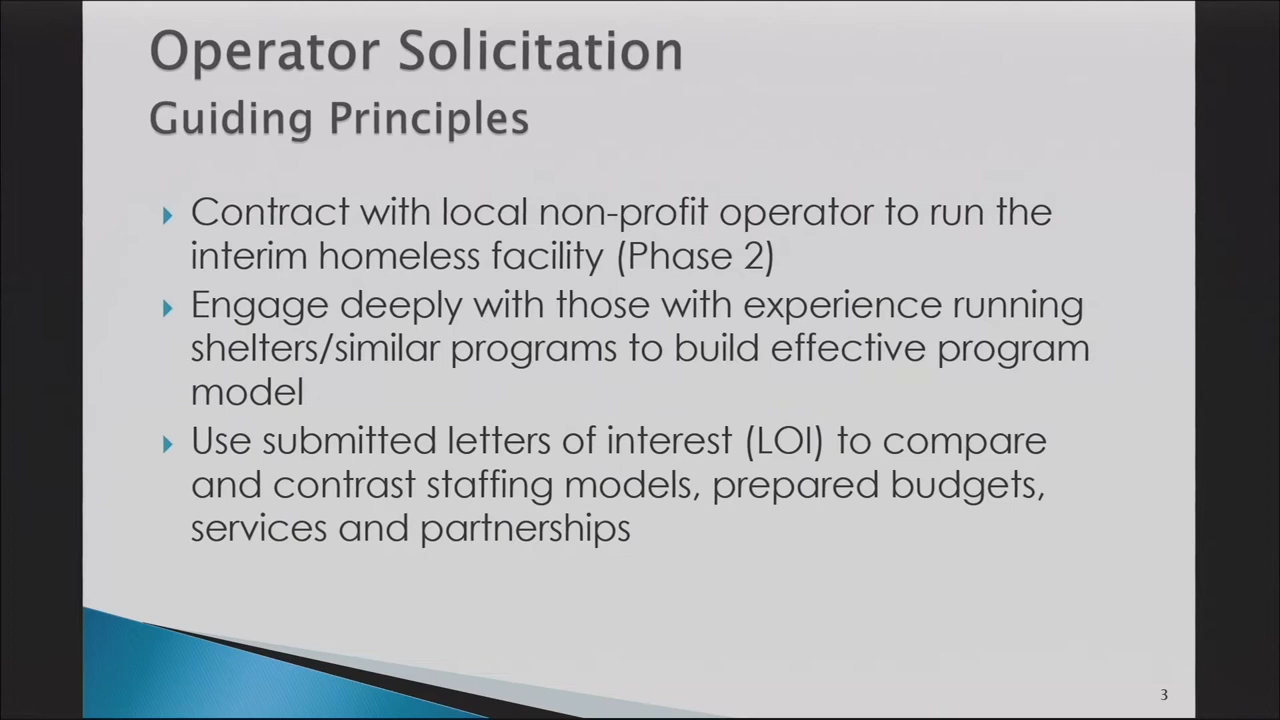 Operator Solicitation
Guiding Principles
Contract with local non-profit operator to run the
interim homeless facility (Phase 2)
Engage deeply with those with experience running
shelters/similar programs to build effective program
model
Use submitted letters of interest (LOI) to compare
and contrast staffing models, prepared budgets,
services and partnerships
3